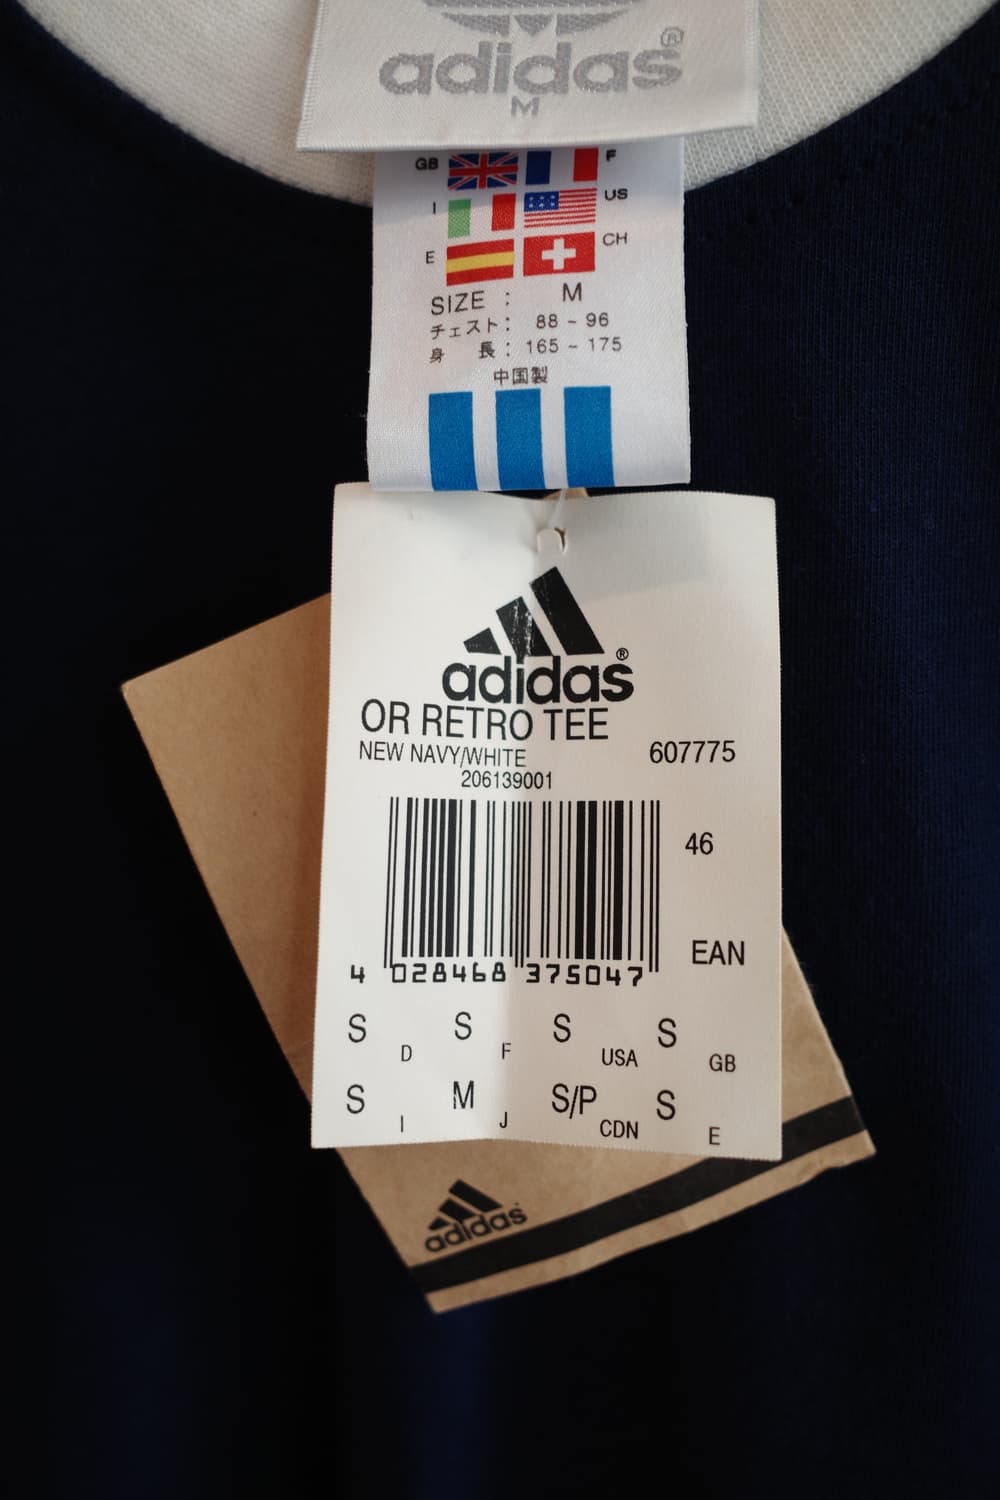 adidas®
M
GB F
I US
E CH
SIZE : M
チェスト: 88 ~ 96
身 長: 165 ~ 175
中国製
adidas®
OR RETRO TEE
NEW NAVY/WHITE 607775
206139001
46
EAN
4 028468 375047
S D S F S USA S GB
S I M J S/P CDN S E
adidas